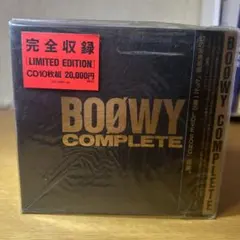 完全収録
[LIMITED EDITION]
CD10枚組 20,000円
BOØWY
COMPLETE
BOØWY COMPLETE